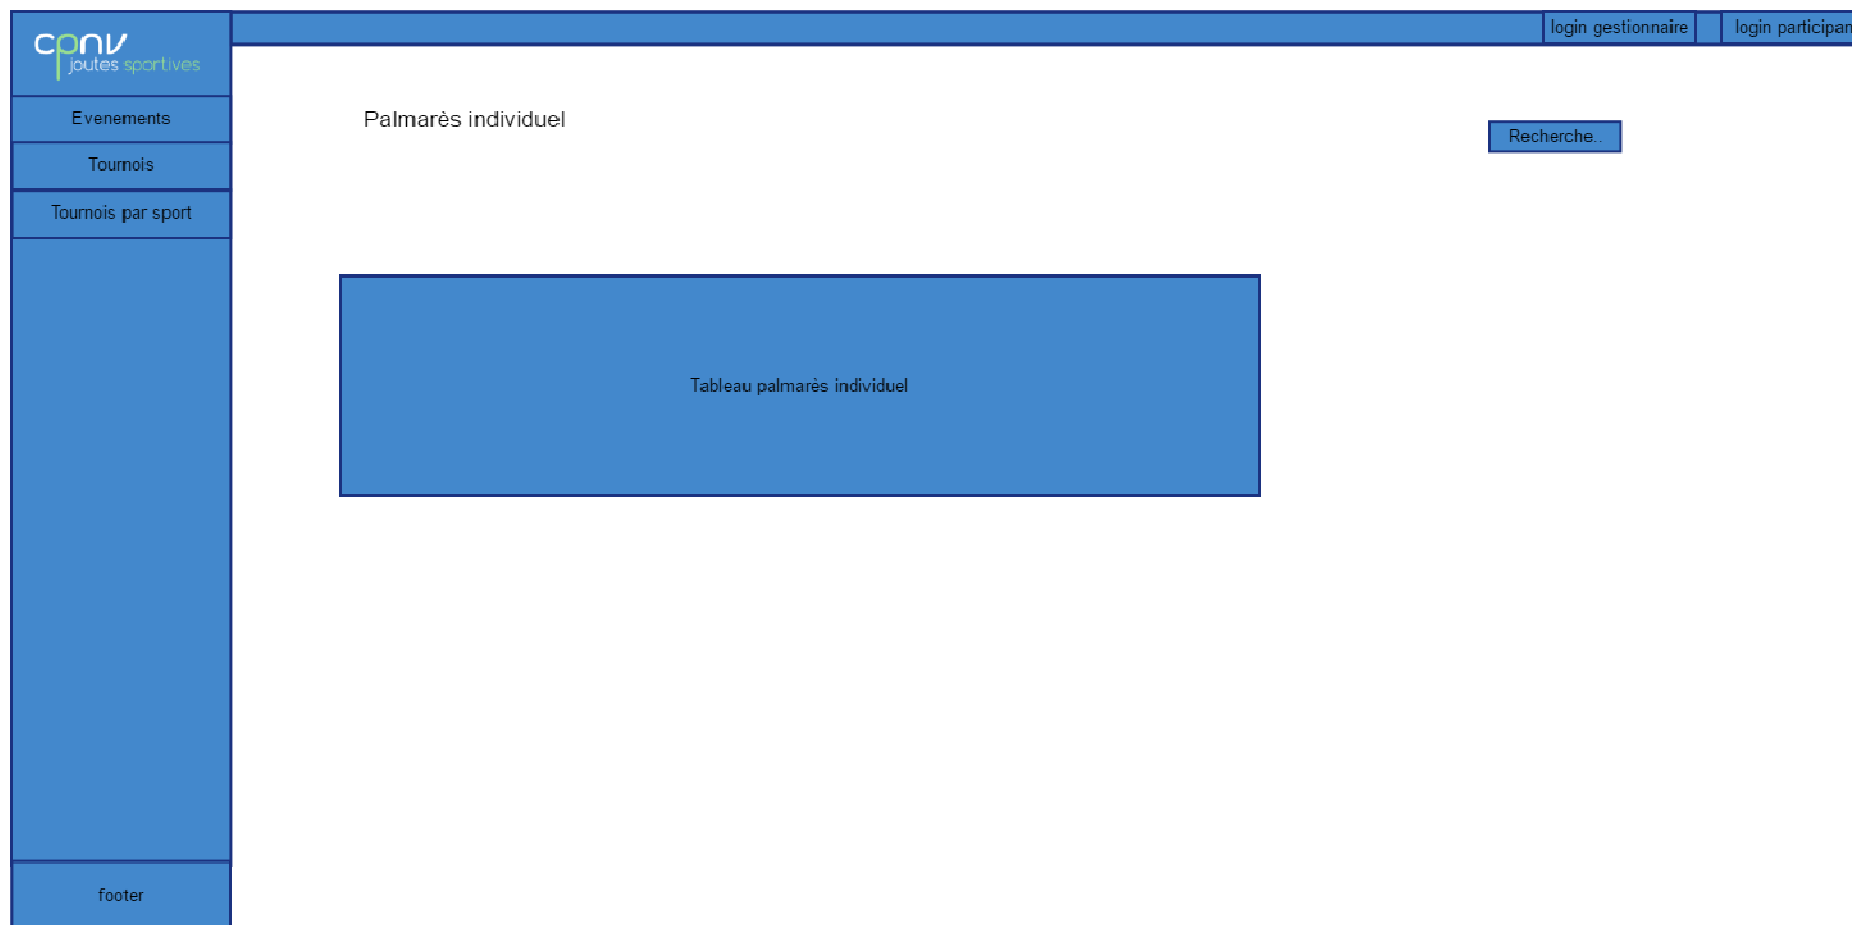 cpnv
joutes sportives
login gestionnaire
login participan
Evenements
Tournois
Tournois par sport
Palmarès individuel
Recherche..
Tableau palmarès individuel
footer